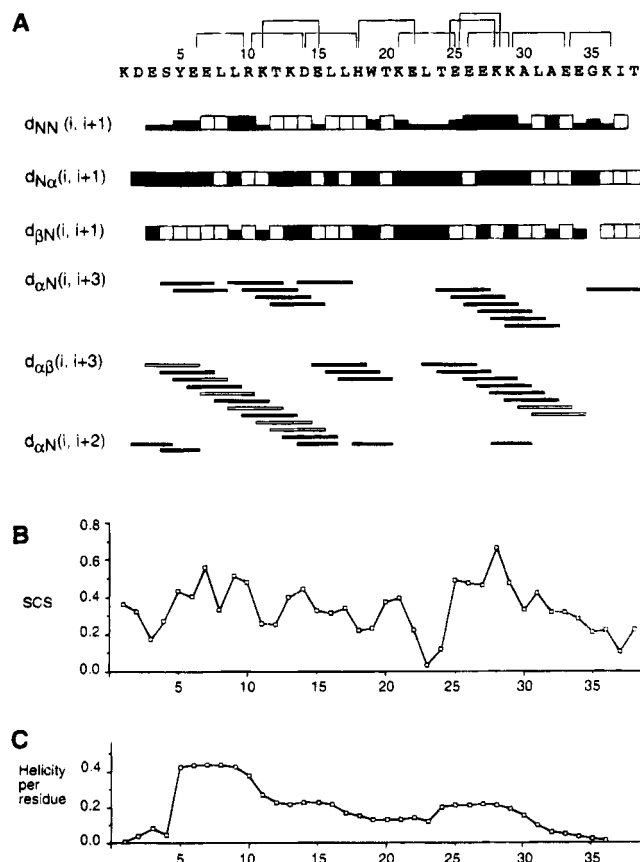 A
5 10 15 20 25 30 35
K D E S Y E E L L R K T K D E L L H W T K E L T E E E K K A L A E E G K I T
dNN (i, i+1)
dNα(i, i+1)
dβN(i, i+1)
dαN(i, i+3)
dαβ(i, i+3)
dαN(i, i+2)
B
0.8
0.6
SCS 0.4
0.2
0.0
5 10 15 20 25 30 35
C
Helicity per residue
0.4
0.2
0.0
5 10 15 20 25 30 35